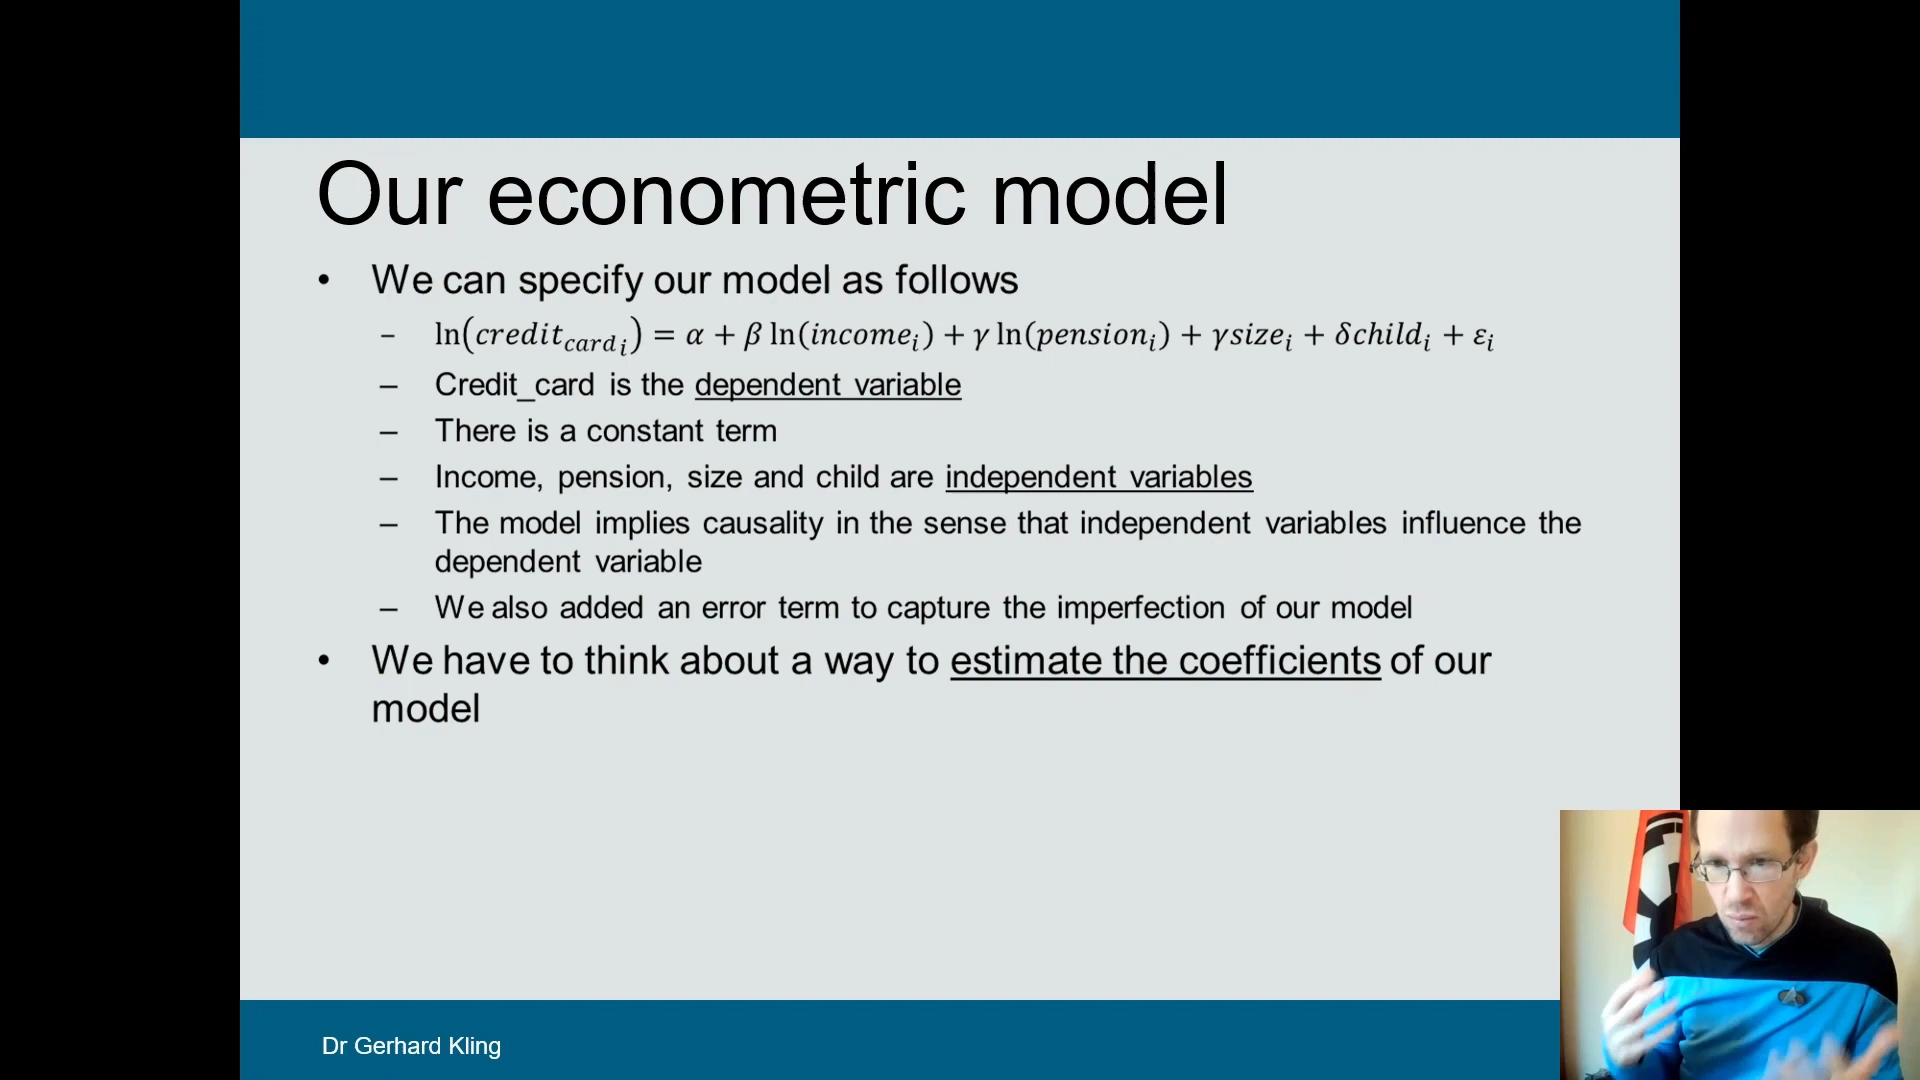 Our econometric model
• We can specify our model as follows
– ln(credit_{card_i}) = α + β ln(income_i) + γ ln(pension_i) + γsize_i + δchild_i + ε_i
– Credit_card is the dependent variable
– There is a constant term
– Income, pension, size and child are independent variables
– The model implies causality in the sense that independent variables influence the
dependent variable
– We also added an error term to capture the imperfection of our model
• We have to think about a way to estimate the coefficients of our
model
Dr Gerhard Kling